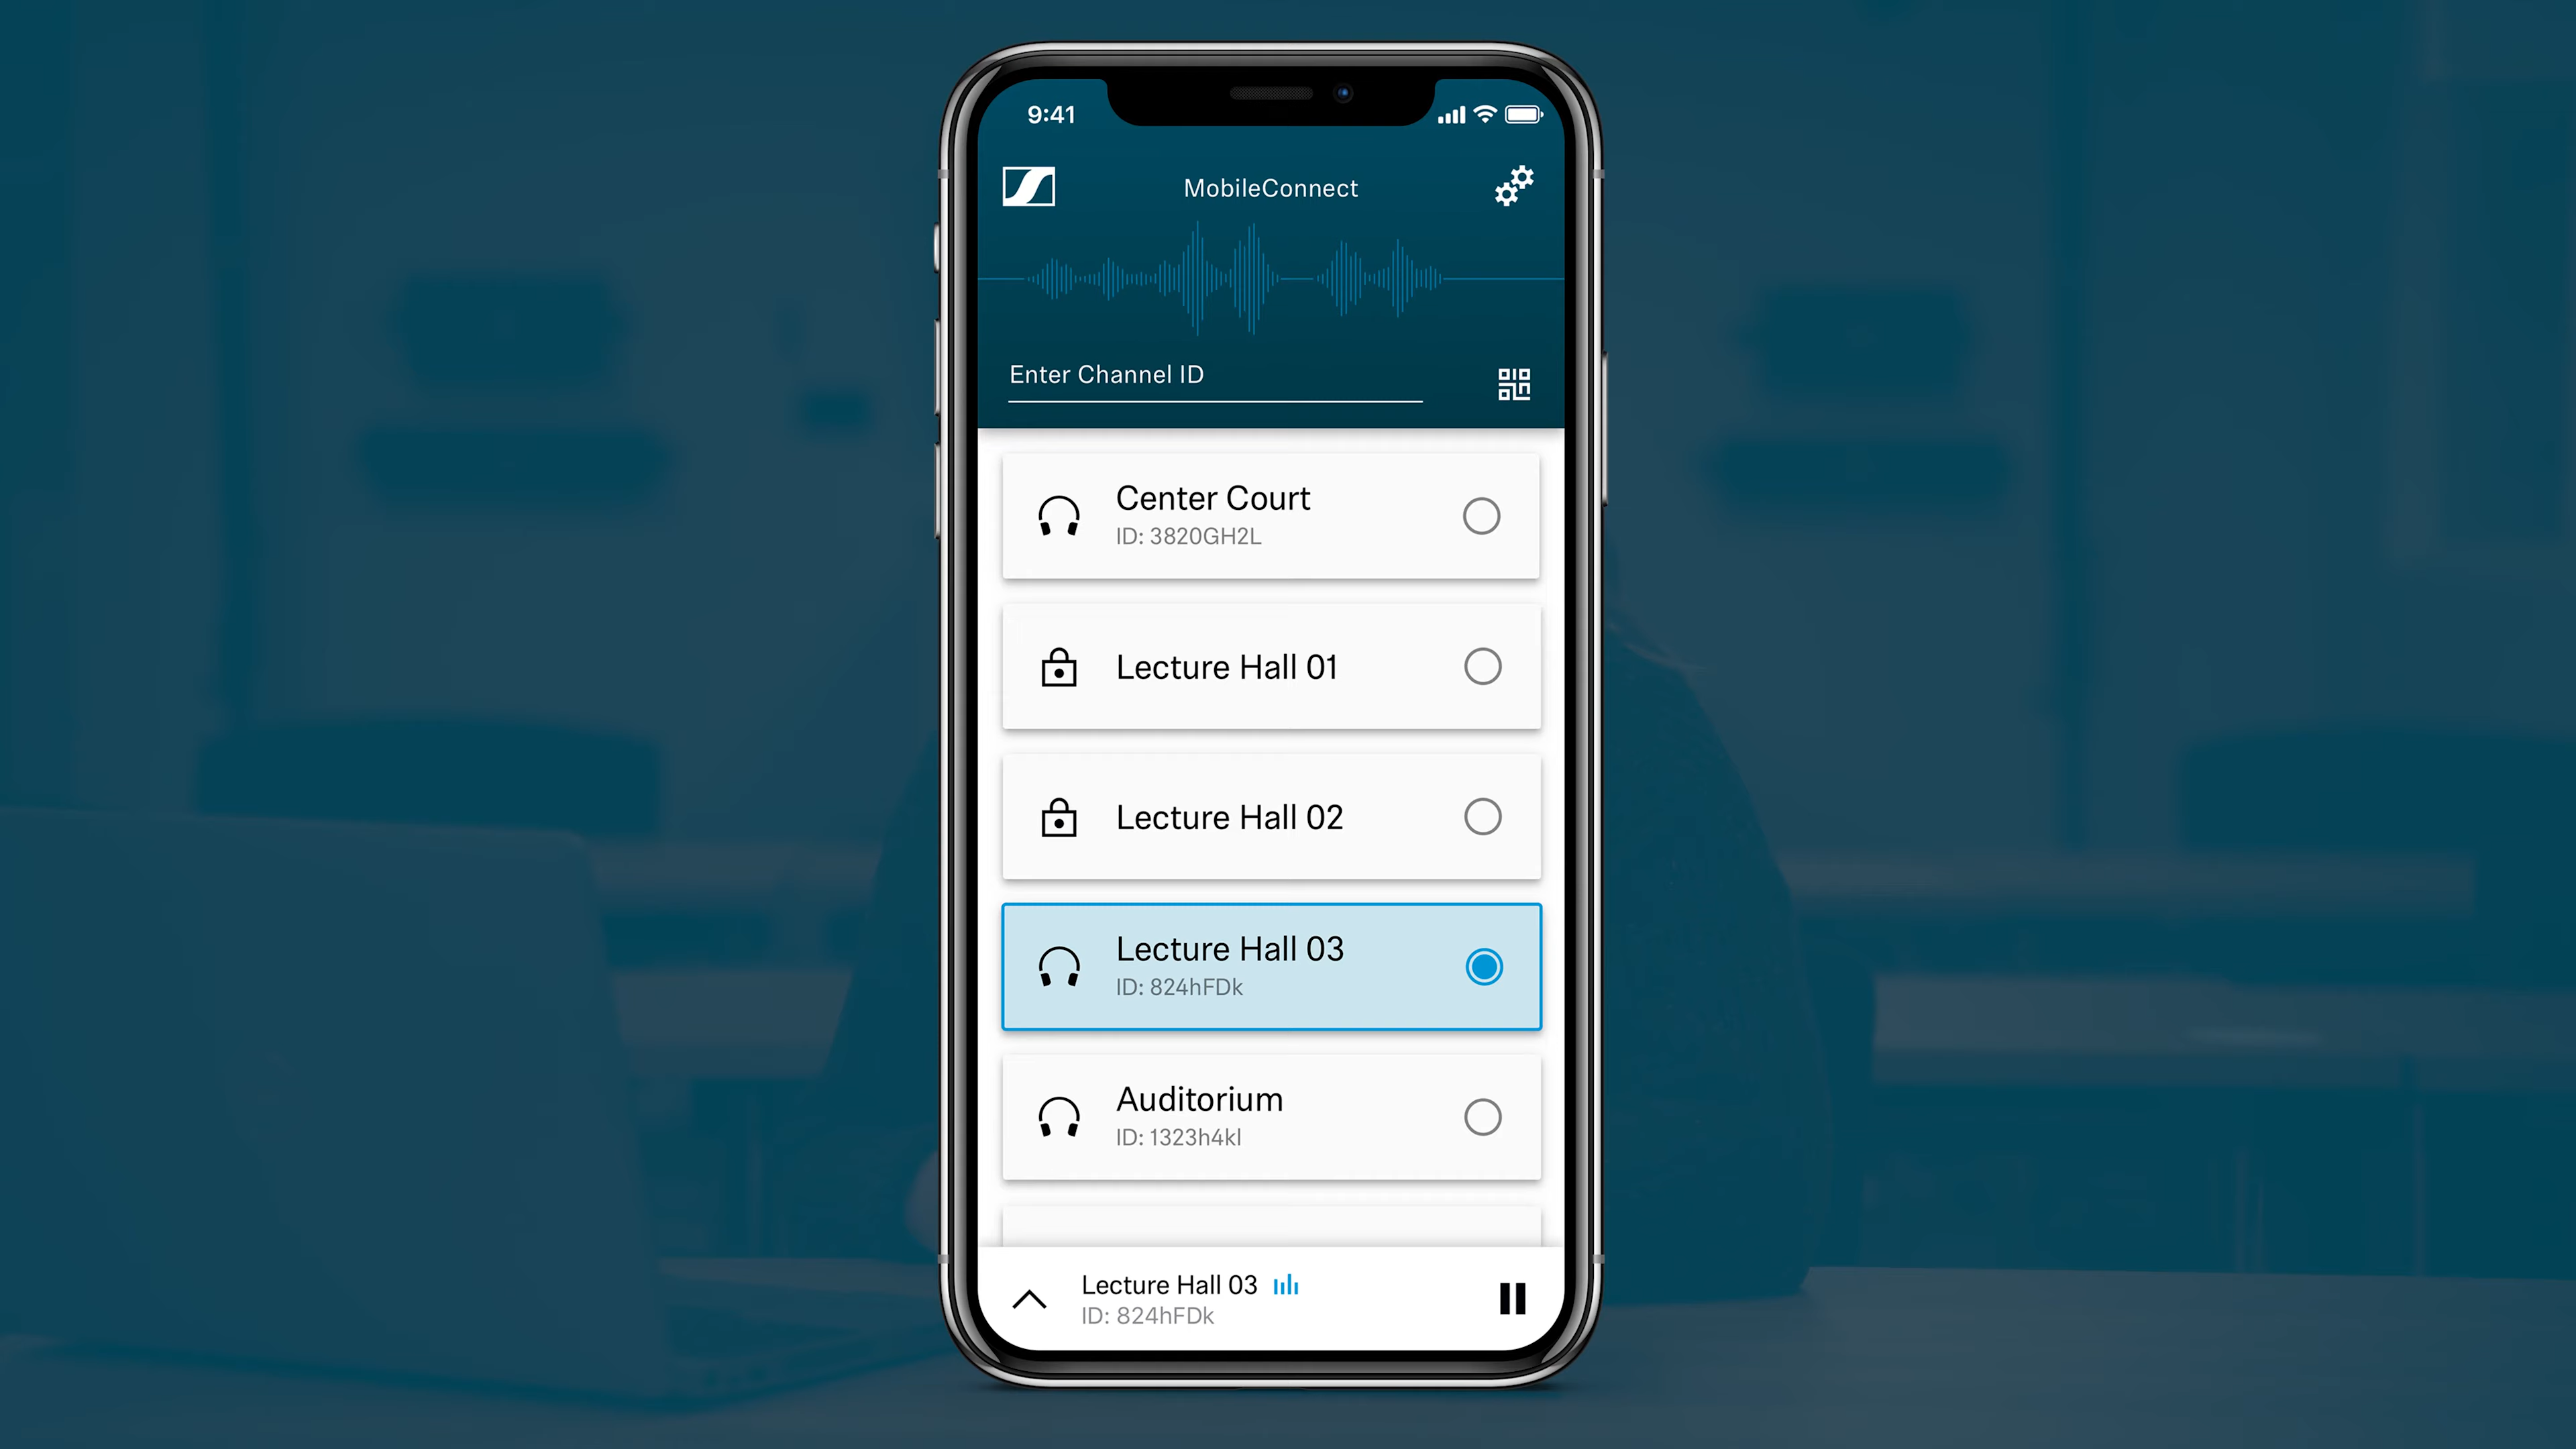 9:41
MobileConnect
Enter Channel ID
Center Court
ID: 3820GH2L
Lecture Hall 01
Lecture Hall 02
Lecture Hall 03
ID: 824hFDk
Auditorium
ID: 1323h4kl
Lecture Hall 03
ID: 824hFDk